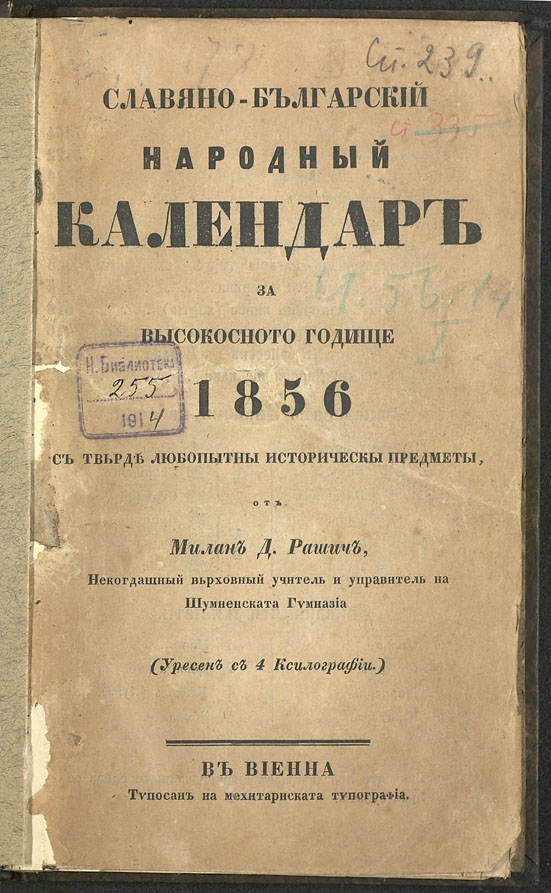 Сп. 239.
СЛАВЯНО-БЪЛГАРСКІЙ
НАРОДНЫЙ
КАЛЕНДАРЪ
ЗА
ВЫСОКОСНОТО ГОДИЩЕ
Н. Библиотека
255
1914
1856
СЪ ТВЬРДѢ ЛЮБОПЫТНЫ ИСТОРИЧЕСКЫ ПРЕДМЕТЫ,
отъ
Миланъ Д. Рашичъ,
Некогдашный вьрховный учитель и управитель на
Шумненската Гѵмназіа
(Уресенъ съ 4 Ксилографіи.)
ВЪ ВІЕННА
Тѵпосанъ на мехитариската тѵпографіа.